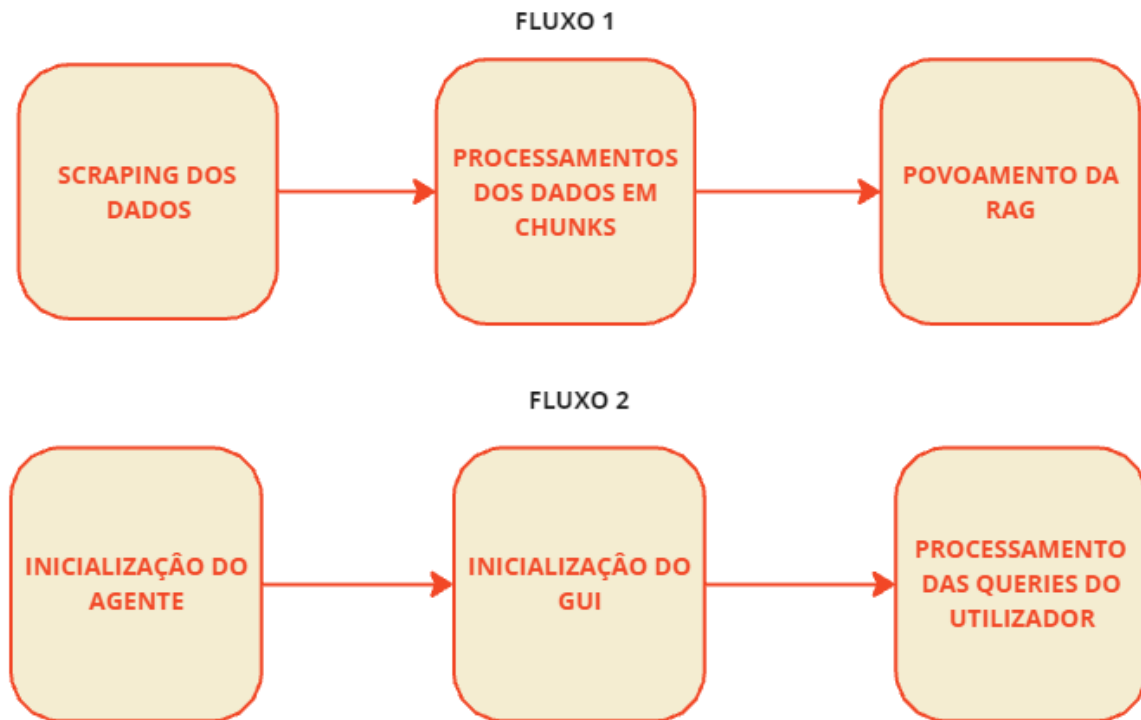 FLUXO 1
SCRAPING DOS
DADOS
PROCESSAMENTOS
DOS DADOS EM
CHUNKS
POVOAMENTO DA
RAG
FLUXO 2
INICIALIZAÇÂO DO
AGENTE
INICIALIZAÇÂO DO
GUI
PROCESSAMENTO
DAS QUERIES DO
UTILIZADOR